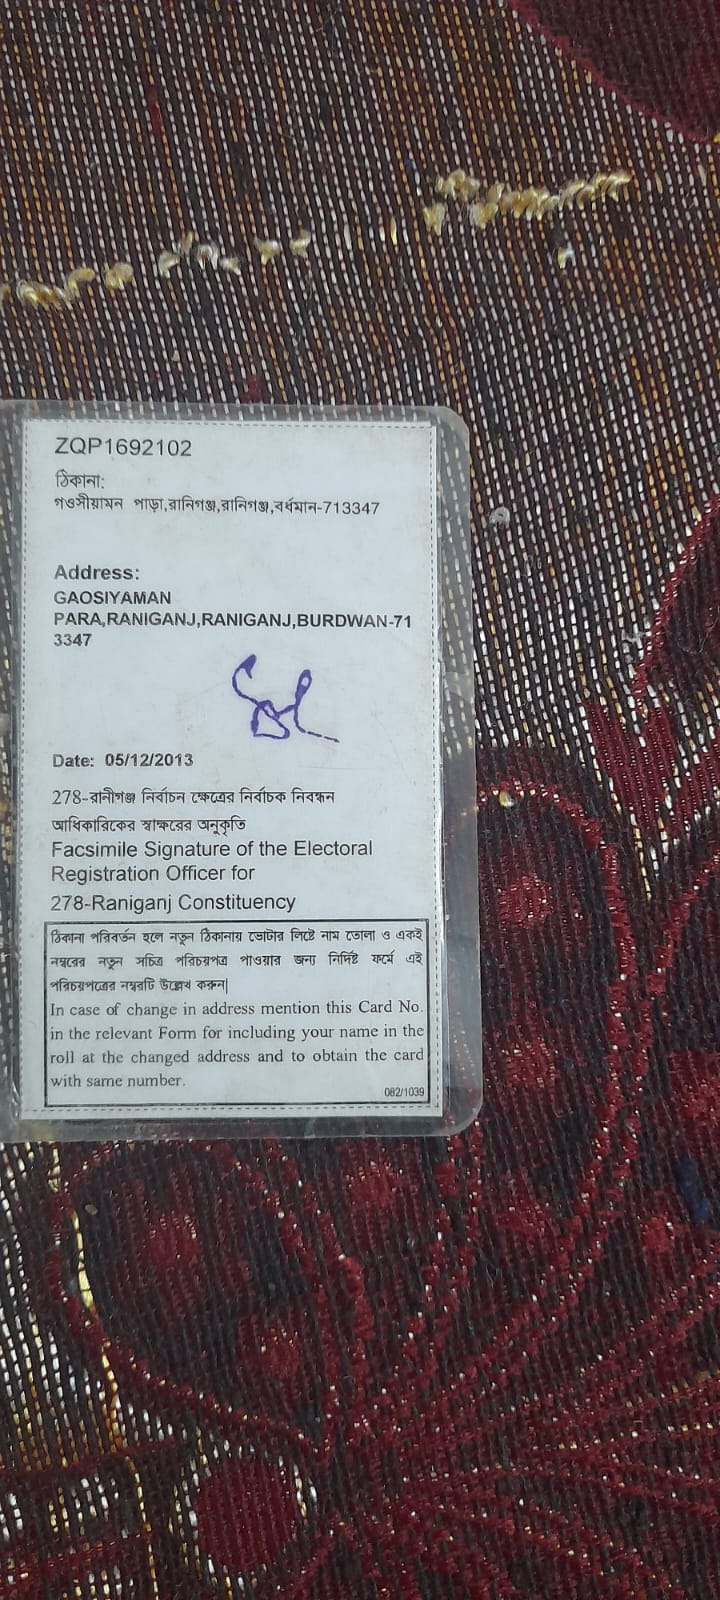 ZQP1692102
ঠিকানা:
গওসীয়ামন পাড়া,রানিগঞ্জ,রানিগঞ্জ,বর্ধমান-713347
Address:
GAOSIYAMAN
PARA,RANIGANJ,RANIGANJ,BURDWAN-71
3347
Date: 05/12/2013
278-রানীগঞ্জ নির্বাচন ক্ষেত্রের নির্বাচক নিবন্ধন
আধিকারিকের স্বাক্ষরের অনুকৃতি
Facsimile Signature of the Electoral
Registration Officer for
278-Raniganj Constituency
ঠিকানা পরিবর্তন হলে নতুন ঠিকানায় ভোটার লিষ্টে নাম তোলা ও একই
নম্বরের নতুন সচিত্র পরিচয়পত্র পাওয়ার জন্য নির্দিষ্ট ফর্মে এই
পরিচয়পত্রের নম্বরটি উল্লেখ করুন|
In case of change in address mention this Card No.
in the relevant Form for including your name in the
roll at the changed address and to obtain the card
with same number.
082/1039